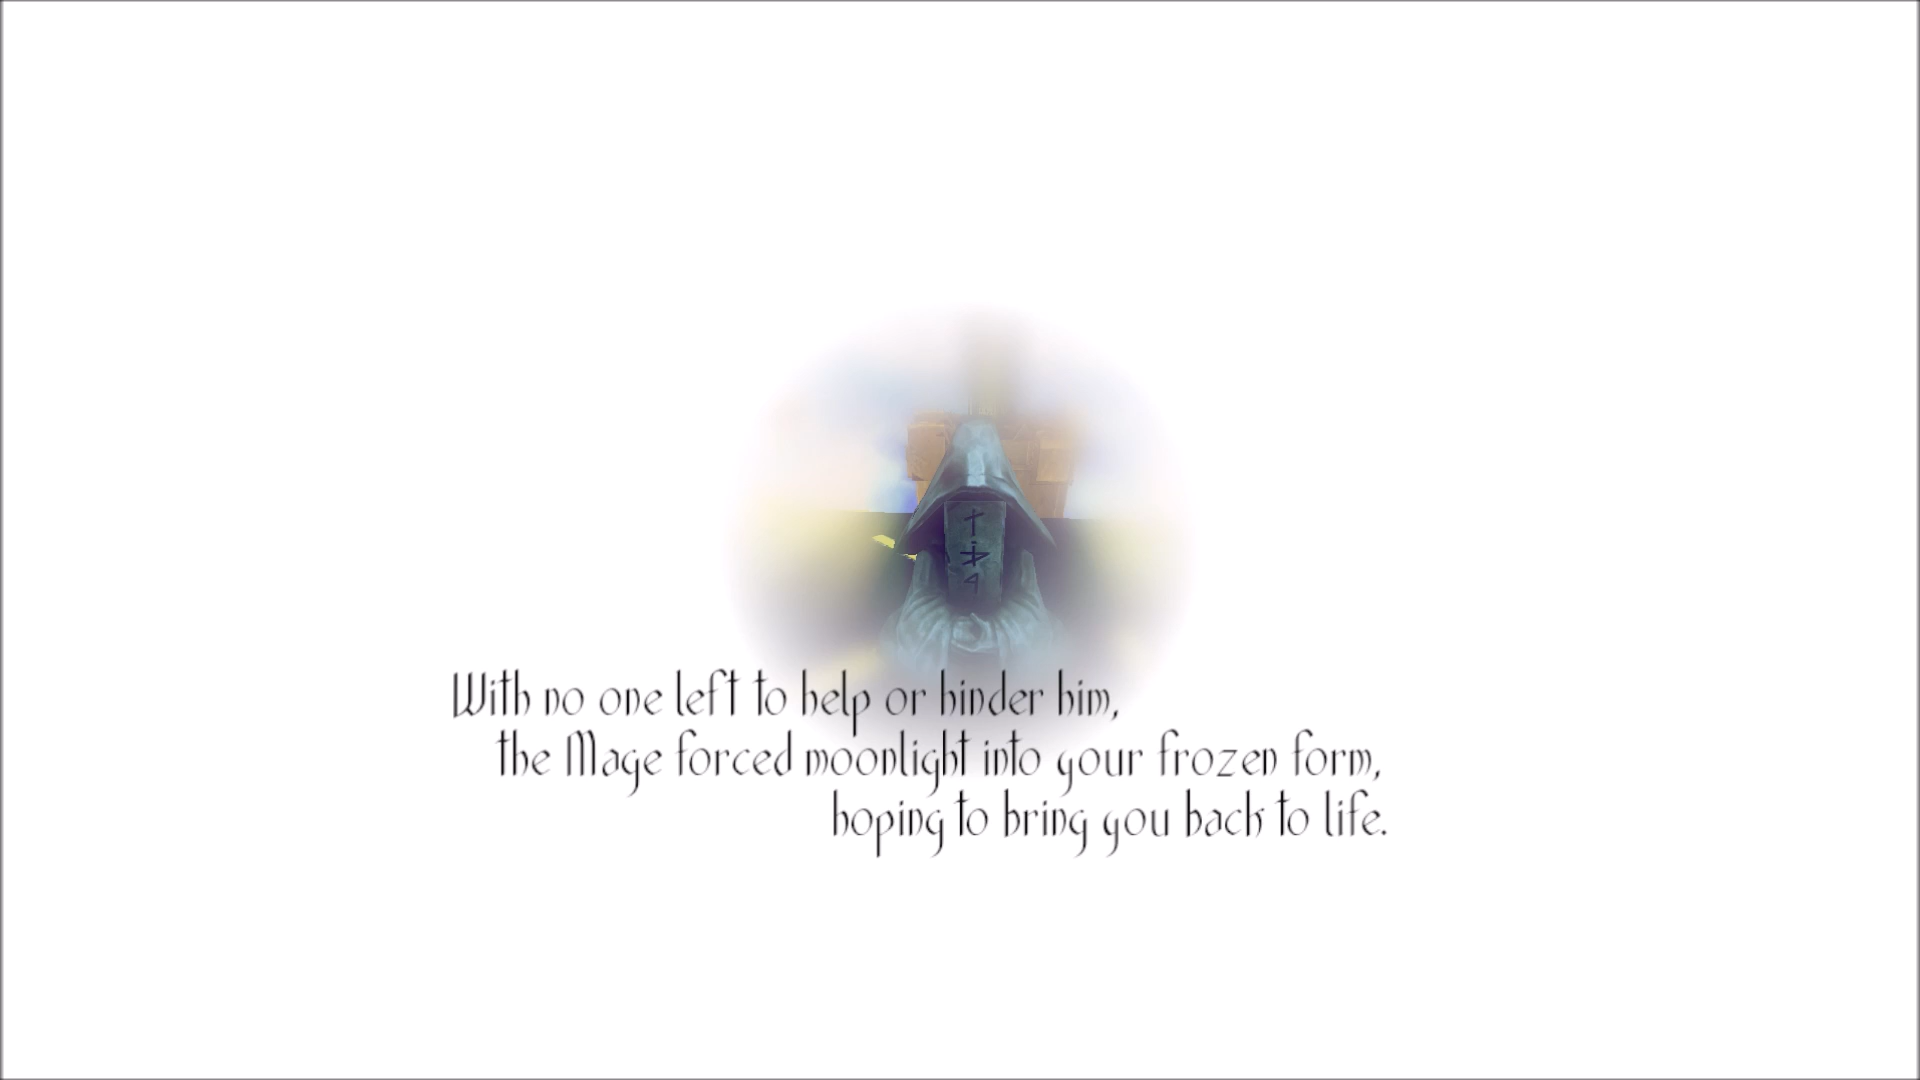 With no one left to help or hinder him,
the Mage forced moonlight into your frozen form,
hoping to bring you back to life.